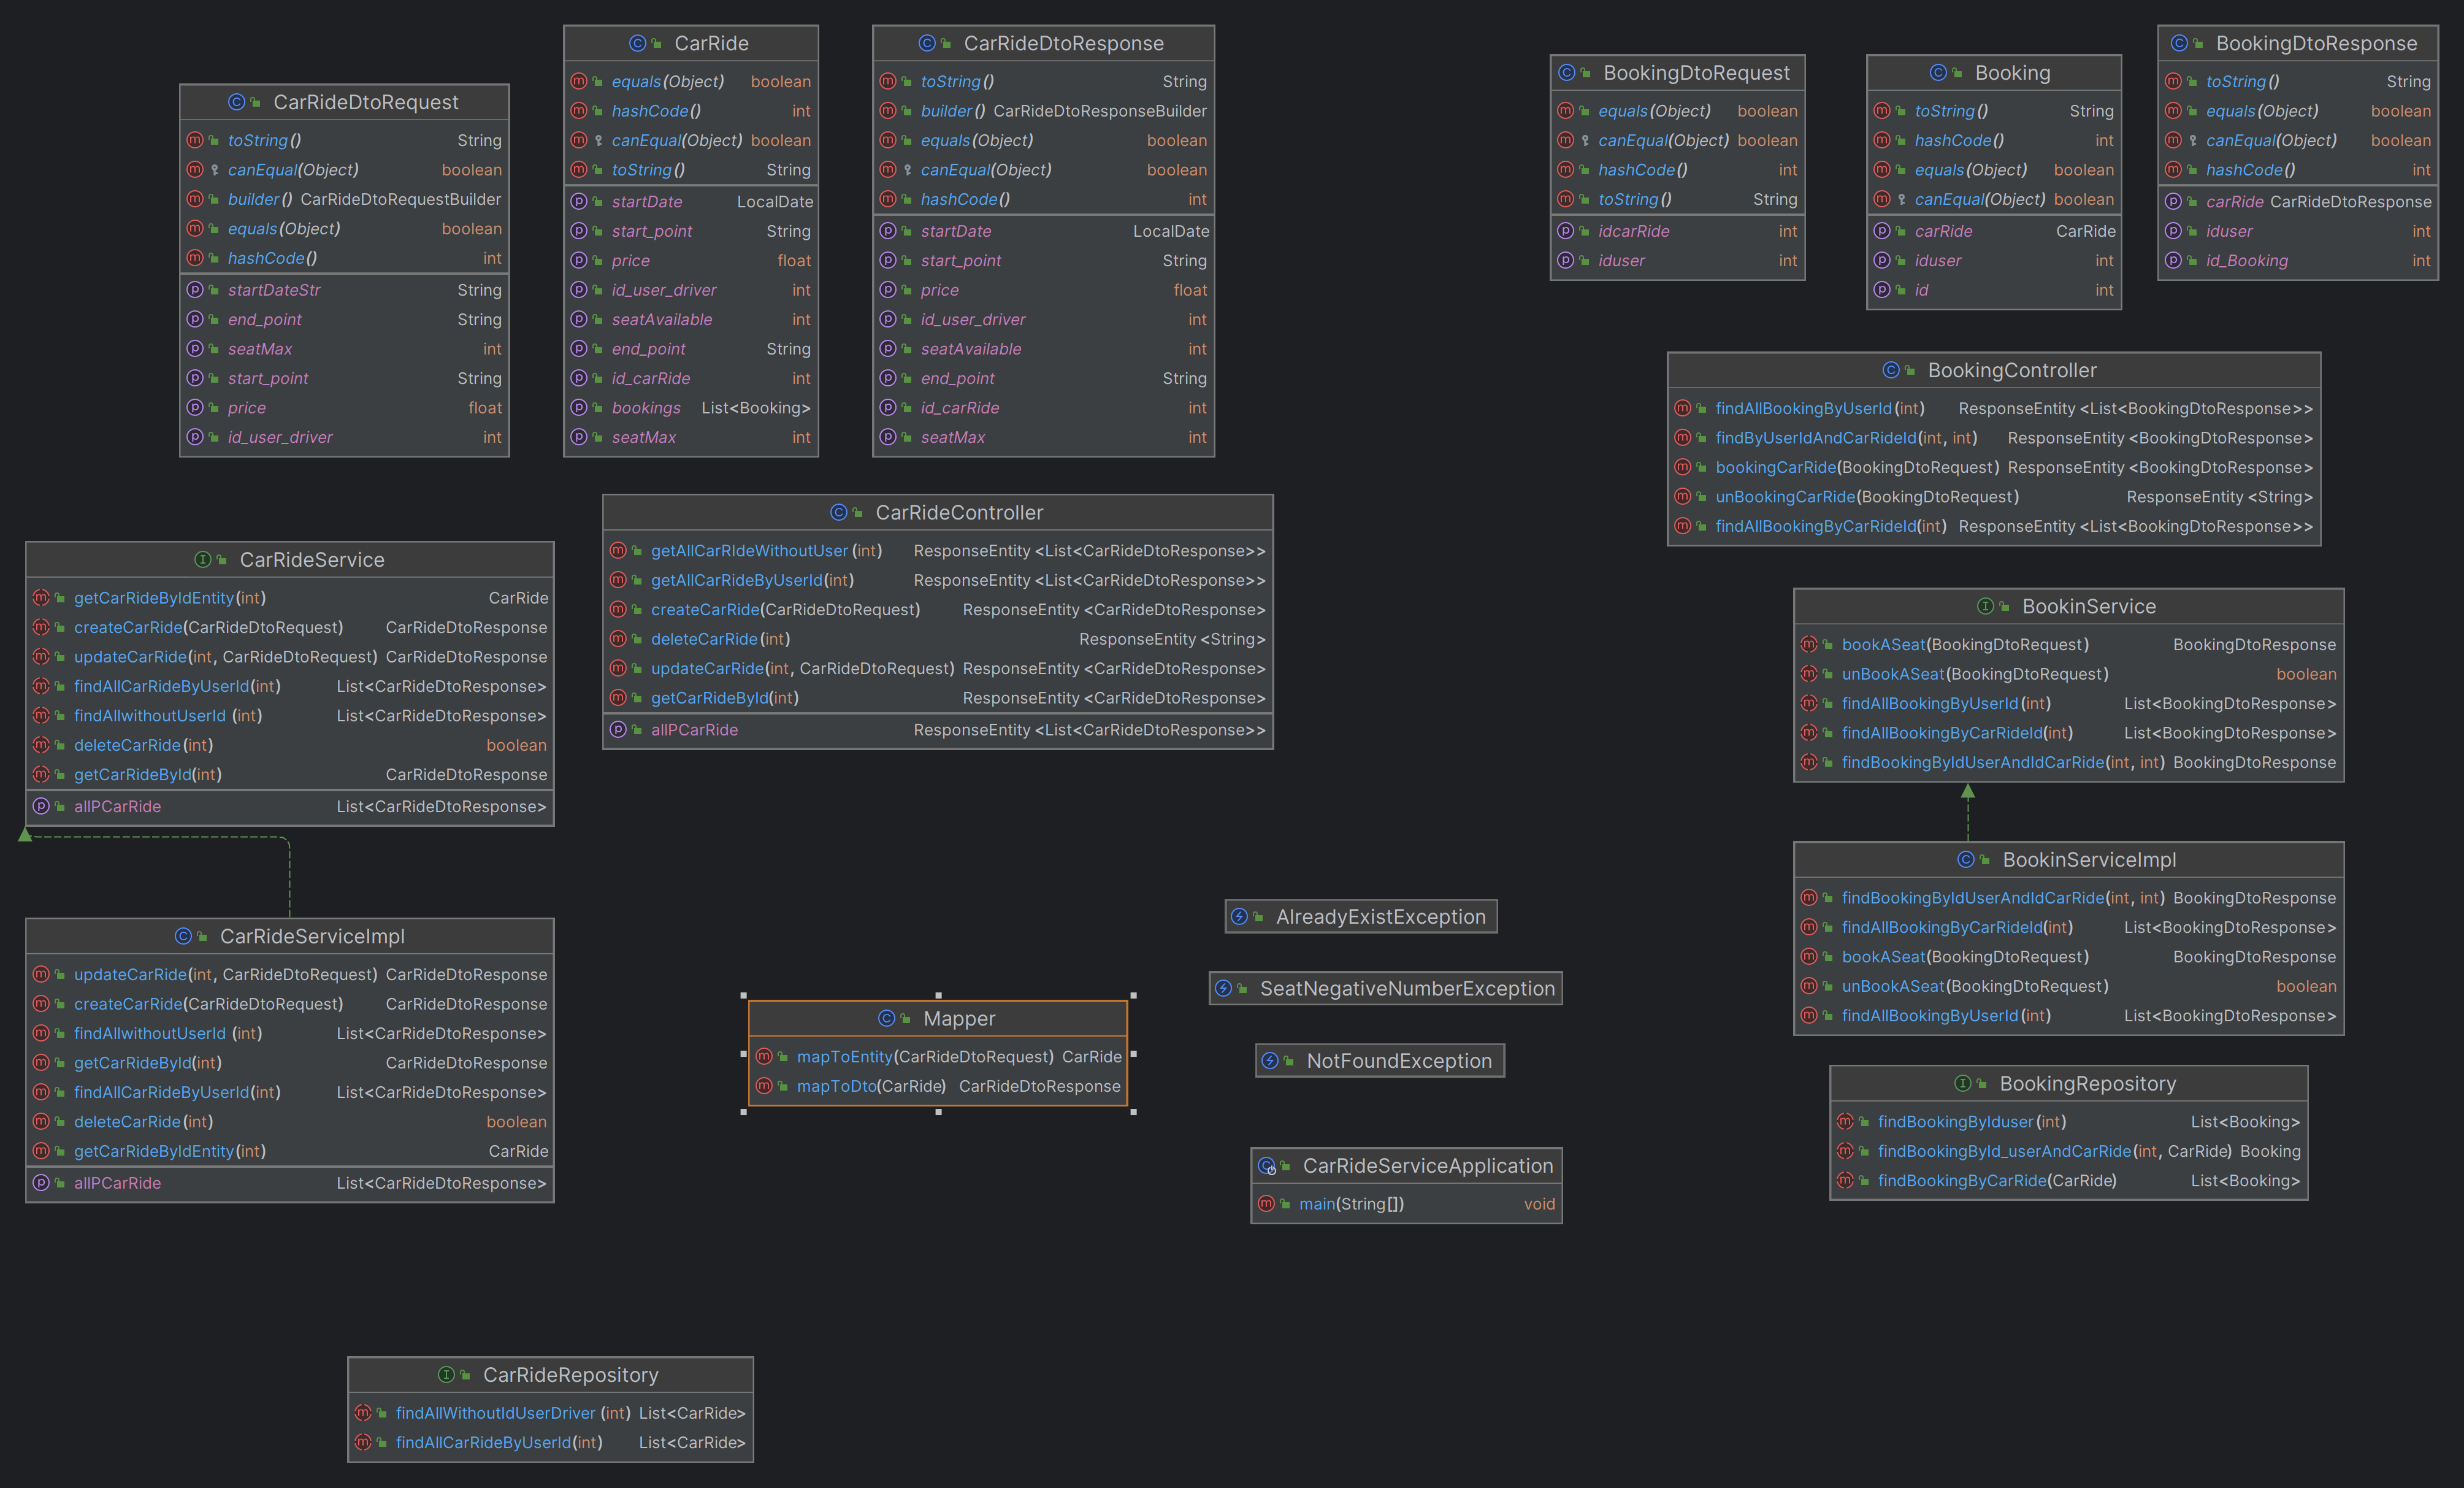 CarRideDtoRequest
toString() String
canEqual(Object) boolean
builder() CarRideDtoRequestBuilder
equals(Object) boolean
hashCode() int
startDateStr String
end_point String
seatMax int
start_point String
price float
id_user_driver int
CarRide
equals(Object) boolean
hashCode() int
canEqual(Object) boolean
toString() String
startDate LocalDate
start_point String
price float
id_user_driver int
seatAvailable int
end_point String
id_carRide int
bookings List<Booking>
seatMax int
CarRideDtoResponse
toString() String
builder() CarRideDtoResponseBuilder
equals(Object) boolean
canEqual(Object) boolean
hashCode() int
startDate LocalDate
start_point String
price float
id_user_driver int
seatAvailable int
end_point String
id_carRide int
seatMax int
BookingDtoRequest
equals(Object) boolean
canEqual(Object) boolean
hashCode() int
toString() String
idcarRide int
iduser int
Booking
toString() String
hashCode() int
equals(Object) boolean
canEqual(Object) boolean
carRide CarRide
iduser int
id int
BookingDtoResponse
toString() String
equals(Object) boolean
canEqual(Object) boolean
hashCode() int
carRide CarRideDtoResponse
iduser int
id_Booking int
BookingController
findAllBookingByUserId(int) ResponseEntity<List<BookingDtoResponse>>
findByUserIdAndCarRideId(int, int) ResponseEntity<BookingDtoResponse>
bookingCarRide(BookingDtoRequest) ResponseEntity<BookingDtoResponse>
unBookingCarRide(BookingDtoRequest) ResponseEntity<String>
findAllBookingByCarRideId(int) ResponseEntity<List<BookingDtoResponse>>
CarRideController
getAllCarRIdeWithoutUser(int) ResponseEntity<List<CarRideDtoResponse>>
getAllCarRideByUserId(int) ResponseEntity<List<CarRideDtoResponse>>
createCarRide(CarRideDtoRequest) ResponseEntity<CarRideDtoResponse>
deleteCarRide(int) ResponseEntity<String>
updateCarRide(int, CarRideDtoRequest) ResponseEntity<CarRideDtoResponse>
getCarRideById(int) ResponseEntity<CarRideDtoResponse>
allPCarRide ResponseEntity<List<CarRideDtoResponse>>
CarRideService
getCarRideByIdEntity(int) CarRide
createCarRide(CarRideDtoRequest) CarRideDtoResponse
updateCarRide(int, CarRideDtoRequest) CarRideDtoResponse
findAllCarRideByUserId(int) List<CarRideDtoResponse>
findAllwithoutUserId(int) List<CarRideDtoResponse>
deleteCarRide(int) boolean
getCarRideById(int) CarRideDtoResponse
allPCarRide List<CarRideDtoResponse>
BookinService
bookASeat(BookingDtoRequest) BookingDtoResponse
unBookASeat(BookingDtoRequest) boolean
findAllBookingByUserId(int) List<BookingDtoResponse>
findAllBookingByCarRideId(int) List<BookingDtoResponse>
findBookingByIdUserAndIdCarRide(int, int) BookingDtoResponse
BookinServiceImpl
findBookingByIdUserAndIdCarRide(int, int) BookingDtoResponse
findAllBookingByCarRideId(int) List<BookingDtoResponse>
bookASeat(BookingDtoRequest) BookingDtoResponse
unBookASeat(BookingDtoRequest) boolean
findAllBookingByUserId(int) List<BookingDtoResponse>
CarRideServiceImpl
updateCarRide(int, CarRideDtoRequest) CarRideDtoResponse
createCarRide(CarRideDtoRequest) CarRideDtoResponse
findAllwithoutUserId(int) List<CarRideDtoResponse>
getCarRideById(int) CarRideDtoResponse
findAllCarRideByUserId(int) List<CarRideDtoResponse>
deleteCarRide(int) boolean
getCarRideByIdEntity(int) CarRide
allPCarRide List<CarRideDtoResponse>
AlreadyExistException
SeatNegativeNumberException
NotFoundException
Mapper
mapToEntity(CarRideDtoRequest) CarRide
mapToDto(CarRide) CarRideDtoResponse
CarRideServiceApplication
main(String[]) void
BookingRepository
findBookingByIduser(int) List<Booking>
findBookingById_userAndCarRide(int, CarRide) Booking
findBookingByCarRide(CarRide) List<Booking>
CarRideRepository
findAllWithoutIdUserDriver(int) List<CarRide>
findAllCarRideByUserId(int) List<CarRide>